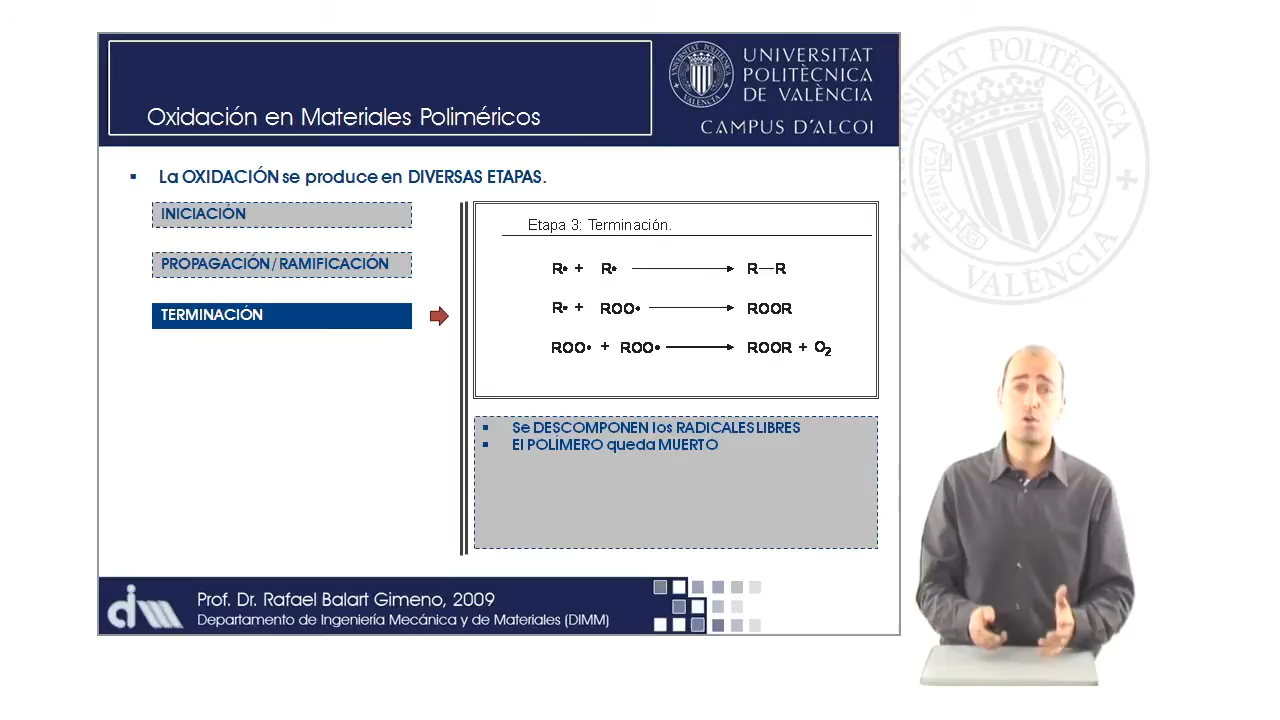 Oxidación en Materiales Poliméricos
UNIVERSITAT
POLITÈCNICA
DE VALÈNCIA
CAMPUS D'ALCOI
▪ La OXIDACIÓN se produce en DIVERSAS ETAPAS.
INICIACIÓN
PROPAGACIÓN/ RAMIFICACIÓN
TERMINACIÓN
Etapa 3: Terminación.
R• + R• → R—R
R• + ROO• → ROOR
ROO• + ROO• → ROOR + O2
▪ Se DESCOMPONEN los RADICALES LIBRES
▪ El POLÍMERO queda MUERTO
dim
Prof. Dr. Rafael Balart Gimeno, 2009
Departamento de Ingeniería Mecánica y de Materiales (DIMM)